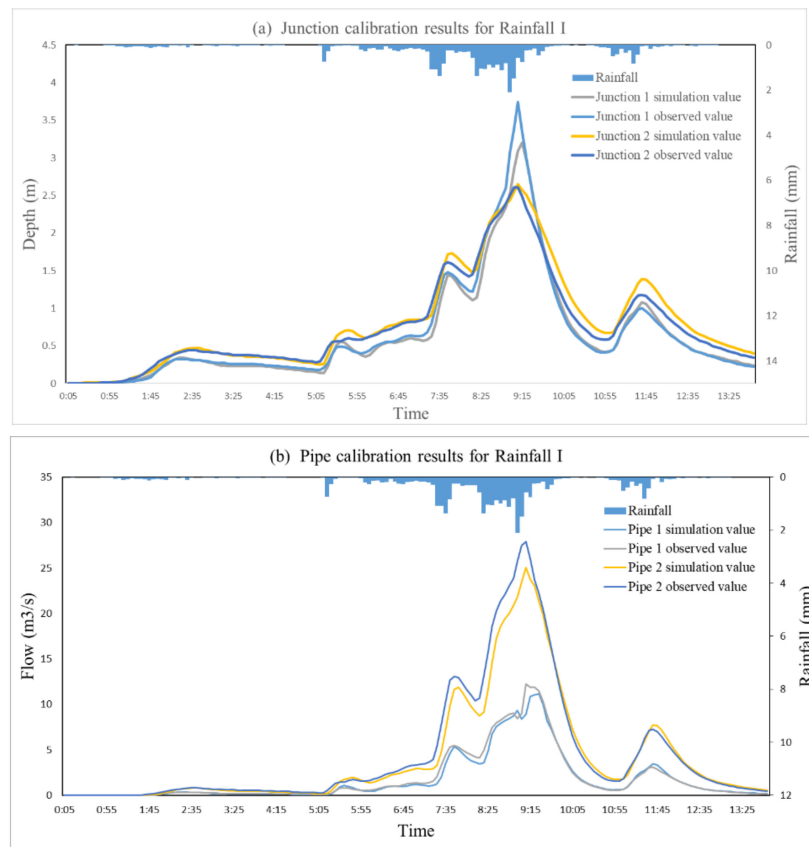 (a) Junction calibration results for Rainfall I
4.5
4
3.5
3
2.5
2
1.5
1
0.5
0
Depth (m)
0
2
4
6
8
10
12
14
Rainfall (mm)
Rainfall
Junction 1 simulation value
Junction 1 observed value
Junction 2 simulation value
Junction 2 observed value
0:05 0:55 1:45 2:35 3:25 4:15 5:05 5:55 6:45 7:35 8:25 9:15 10:05 10:55 11:45 12:35 13:25
Time
(b) Pipe calibration results for Rainfall I
35
30
25
20
15
10
5
0
Flow (m3/s)
0
2
4
6
8
10
12
Rainfall (mm)
Rainfall
Pipe 1 simulation value
Pipe 1 observed value
Pipe 2 simulation value
Pipe 2 observed value
0:05 0:55 1:45 2:35 3:25 4:15 5:05 5:55 6:45 7:35 8:25 9:15 10:05 10:55 11:45 12:35 13:25
Time